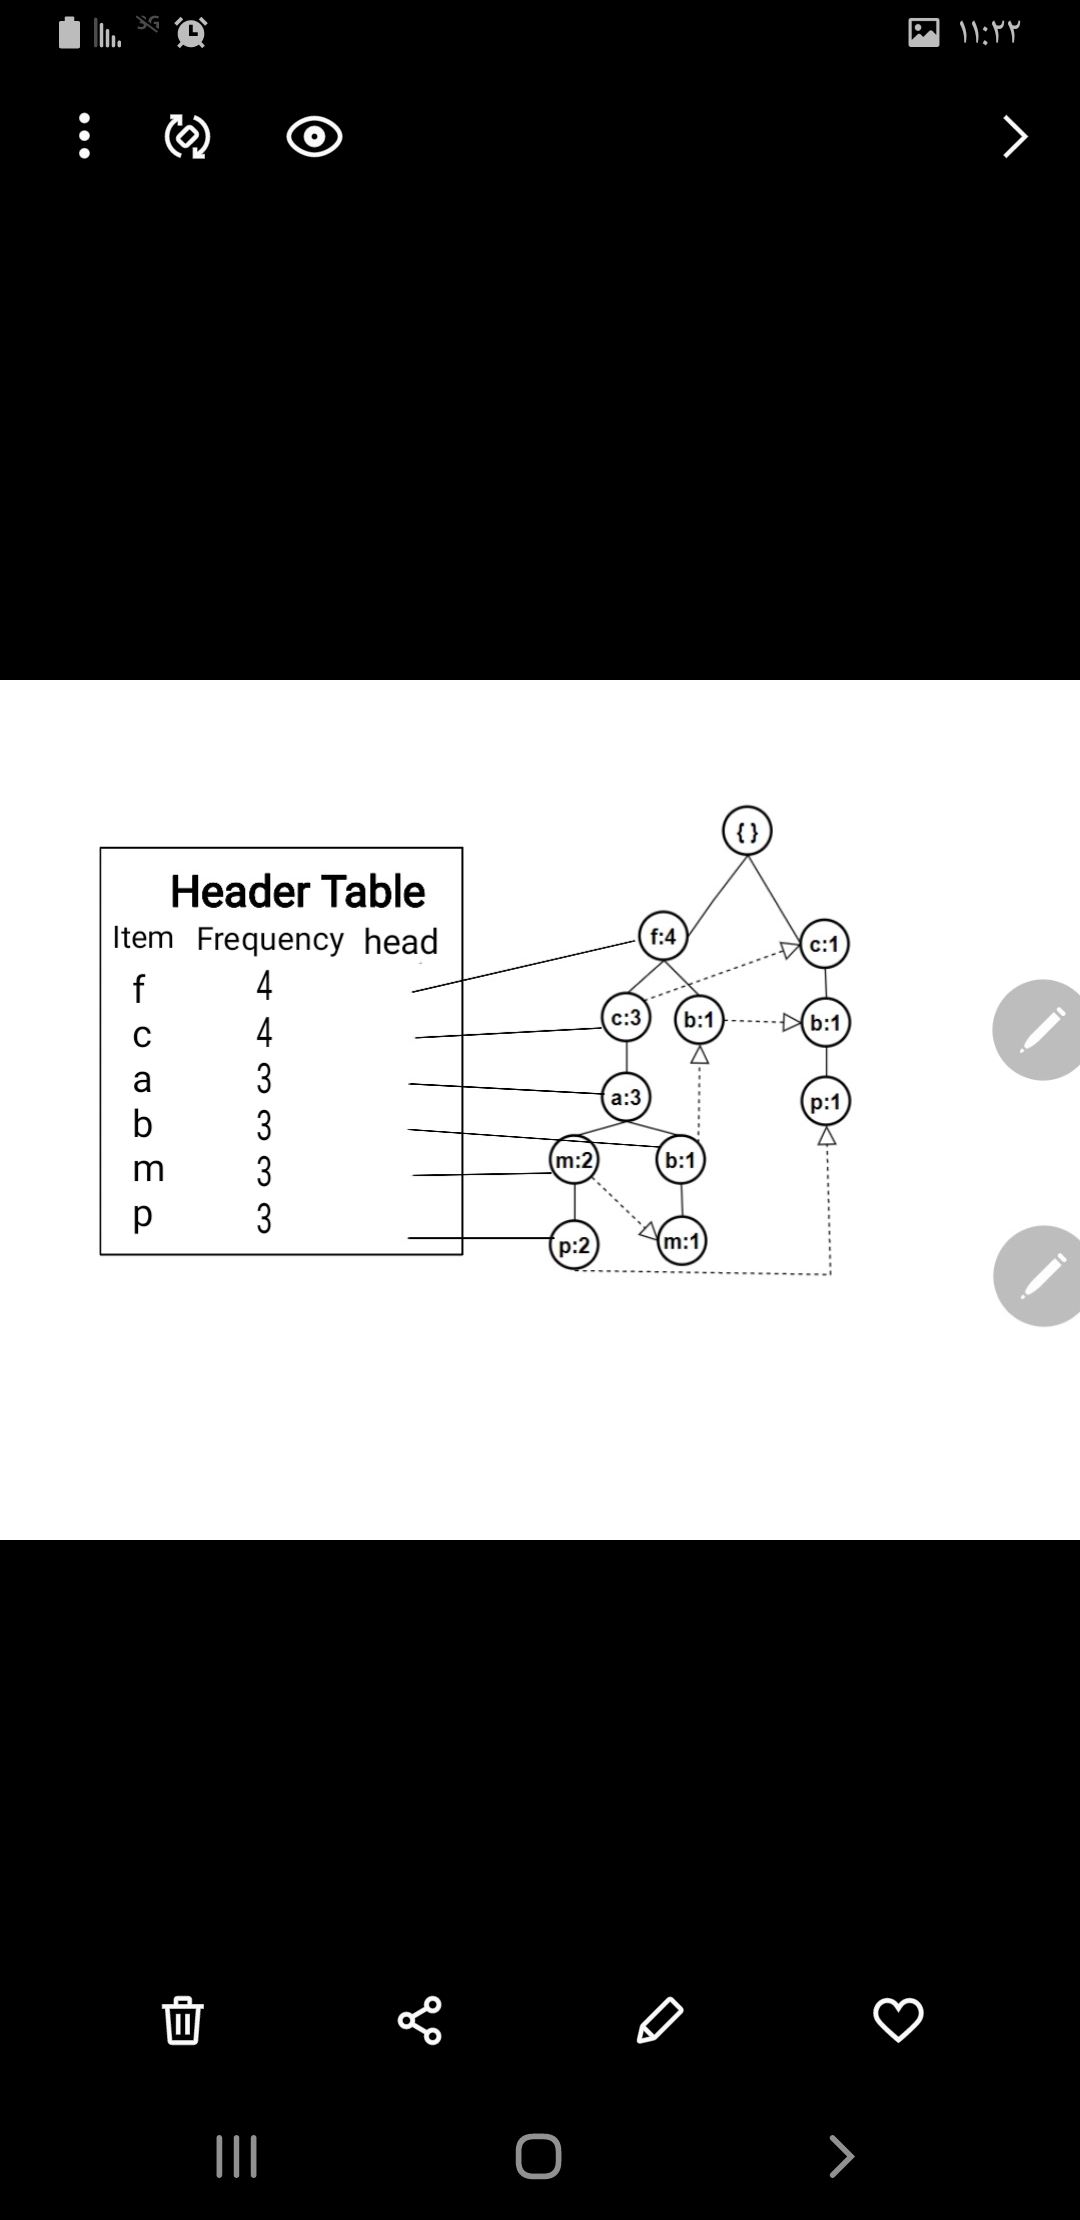 3G ١١:٢٢
Header Table
Item Frequency head
f 4
c 4
a 3
b 3
m 3
p 3
{ }
f:4 c:1
c:3 b:1 b:1
a:3 p:1
m:2 b:1
p:2 m:1